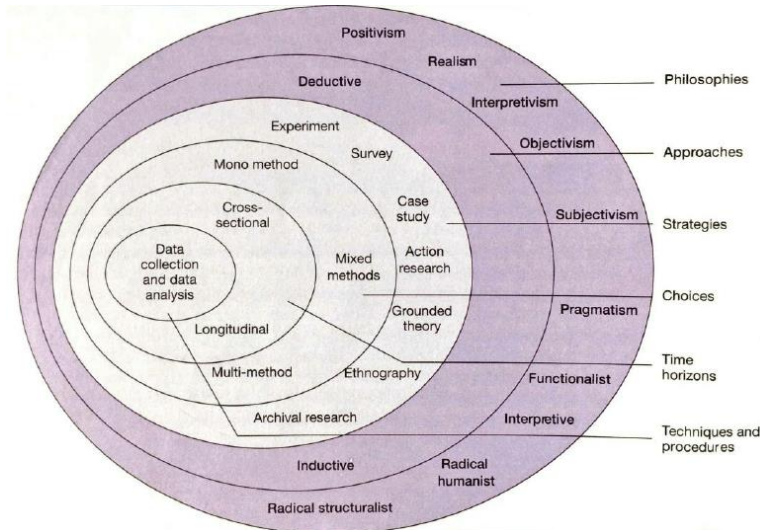 Positivism
Realism
Philosophies
Deductive
Interpretivism
Experiment
Objectivism
Survey
Approaches
Mono method
Case
study
Cross-
sectional
Subjectivism
Strategies
Data
collection
and data
analysis
Mixed
methods
Action
research
Choices
Grounded
theory
Pragmatism
Longitudinal
Time
horizons
Multi-method
Ethnography
Functionalist
Archival research
Interpretive
Techniques and
procedures
Inductive
Radical
humanist
Radical structuralist